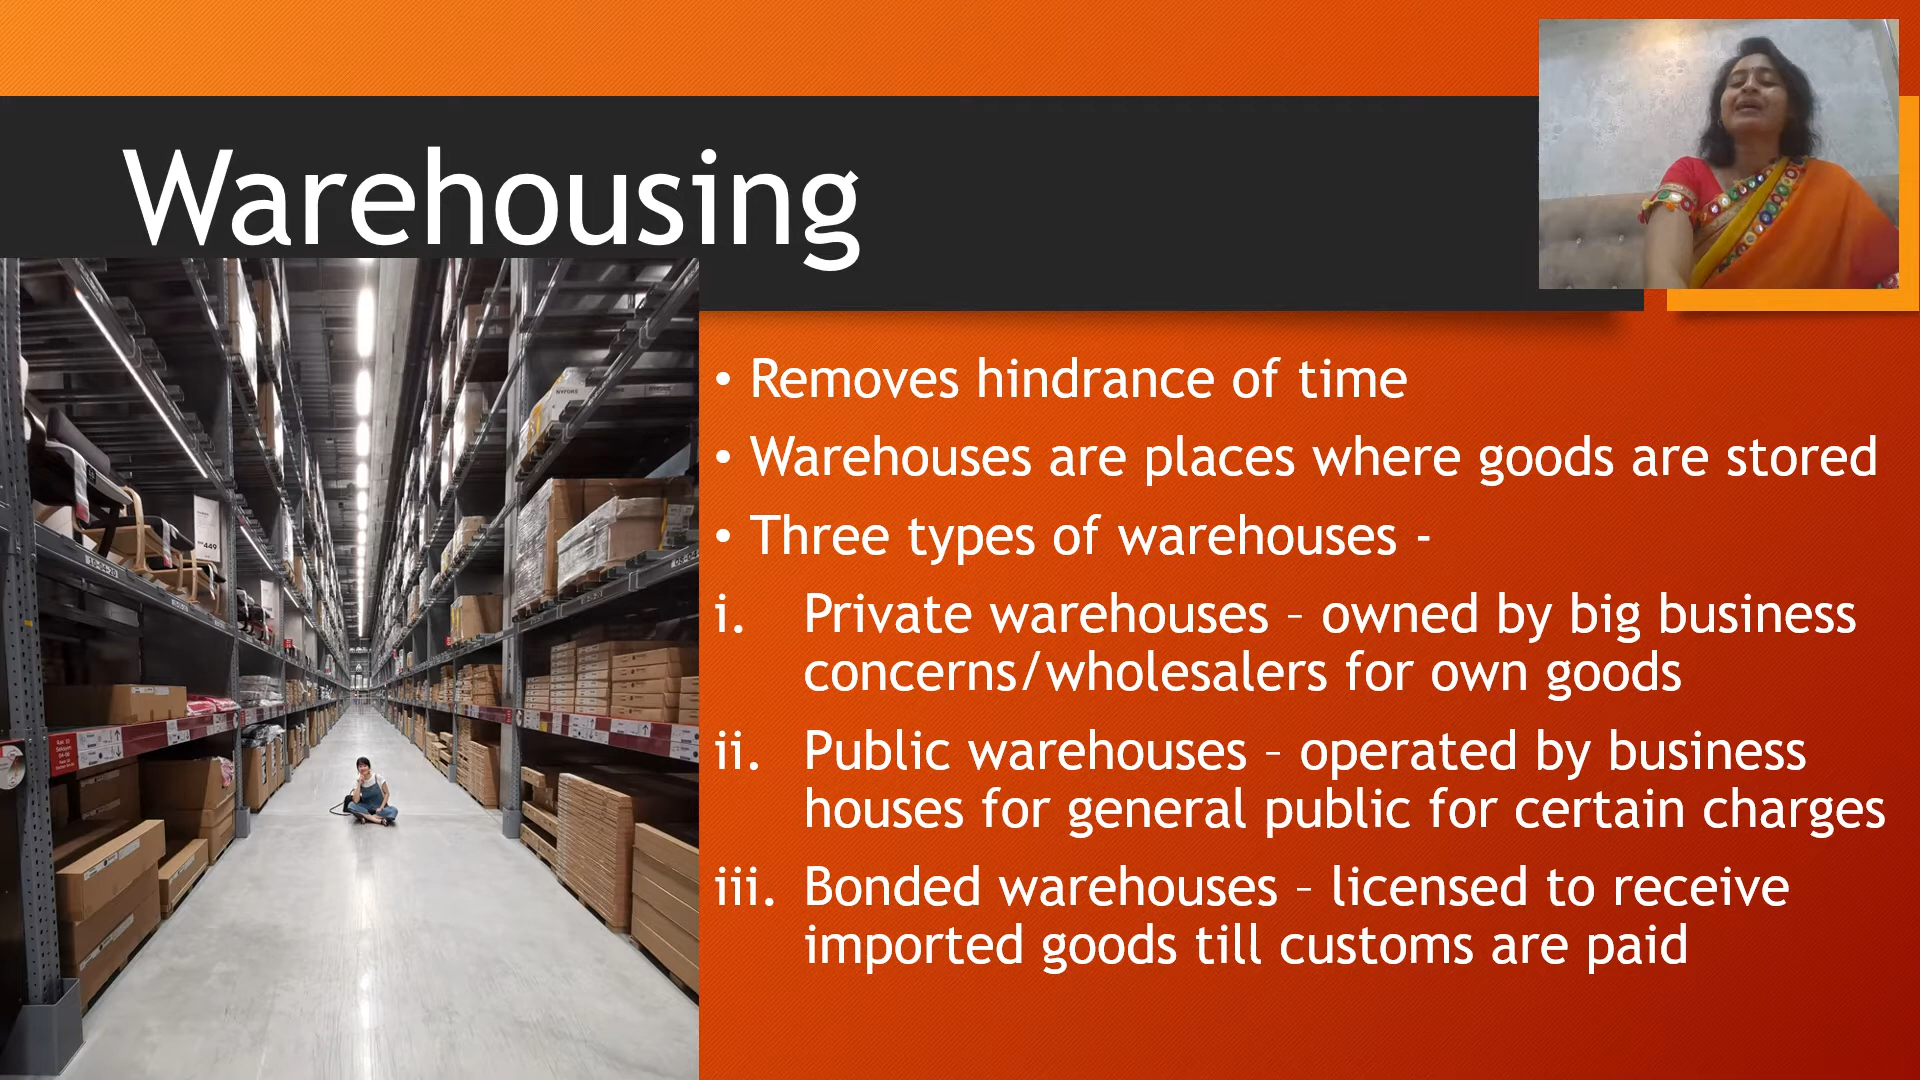 Warehousing
• Removes hindrance of time
• Warehouses are places where goods are stored
• Three types of warehouses -
i. Private warehouses – owned by big business
concerns/wholesalers for own goods
ii. Public warehouses – operated by business
houses for general public for certain charges
iii. Bonded warehouses – licensed to receive
imported goods till customs are paid
449